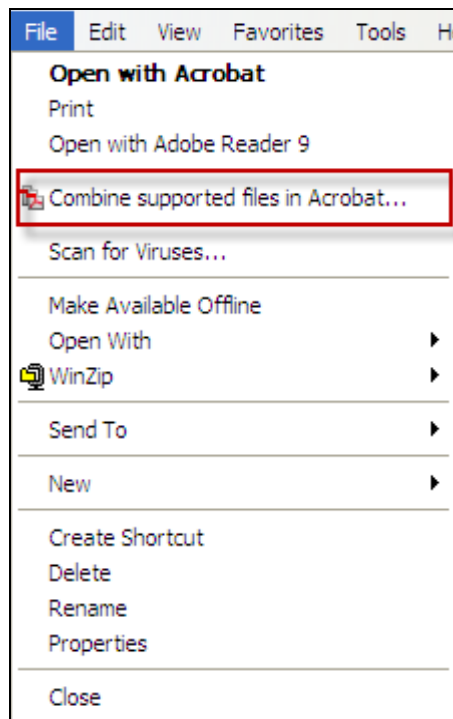 File Edit View Favorites Tools
Open with Acrobat
Print
Open with Adobe Reader 9
Combine supported files in Acrobat...
Scan for Viruses...
Make Available Offline
Open With
WinZip
Send To
New
Create Shortcut
Delete
Rename
Properties
Close